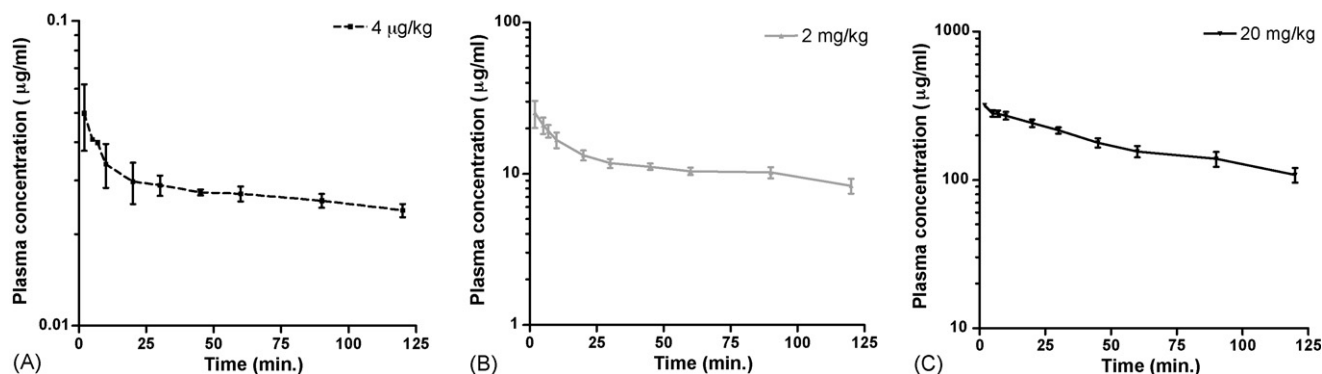 0.1
0.01
Plasma concentration ( µg/ml)
4 µg/kg
0 25 50 75 100 125
Time (min.)
(A)
100
10
1
Plasma concentration ( µg/ml)
2 mg/kg
0 25 50 75 100 125
Time (min.)
(B)
1000
100
10
Plasma concentration ( µg/ml)
20 mg/kg
0 25 50 75 100 125
Time (min.)
(C)